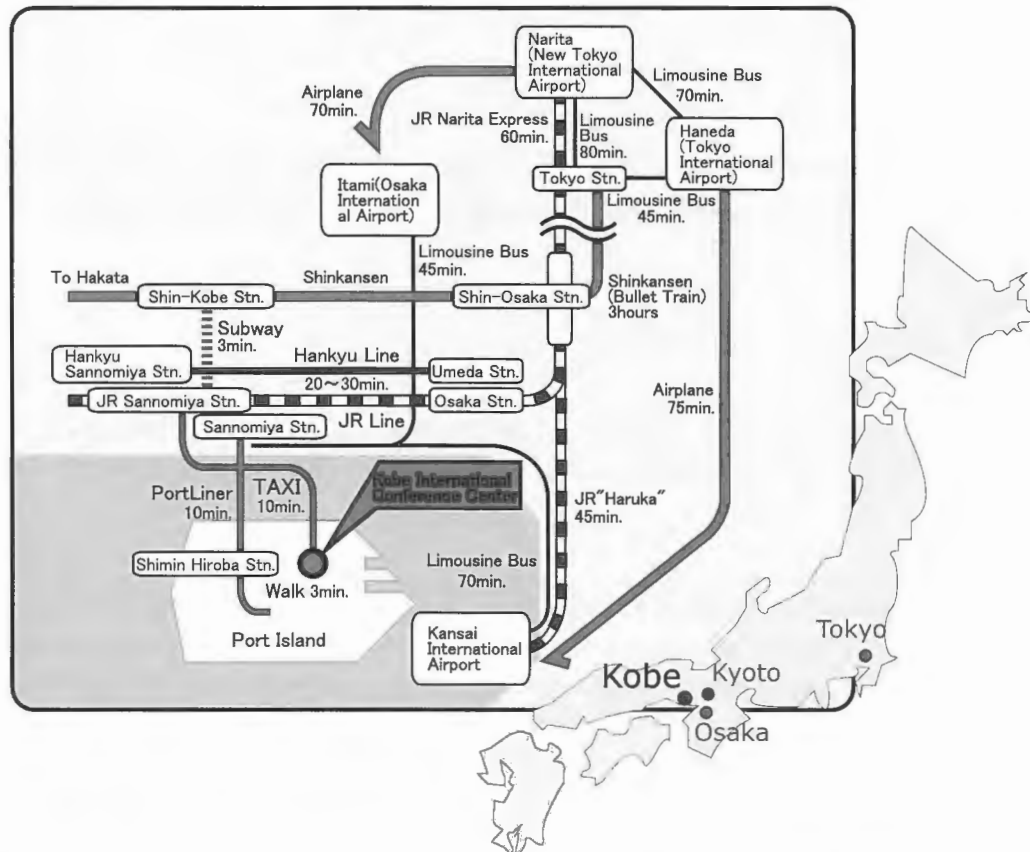 Narita
(New Tokyo
International
Airport)
Limousine Bus
70min.
Airplane
70min.
JR Narita Express
60min.
Limousine
Bus
80min.
Haneda
(Tokyo
International
Airport)
Itami(Osaka
Internation
al Airport)
Tokyo Stn.
Limousine Bus
45min.
Limousine Bus
45min.
To Hakata
Shinkansen
Shin-Kobe Stn.
Shin-Osaka Stn.
Shinkansen
(Bullet Train)
3hours
Subway
3min.
Hankyu
Sannomiya Stn.
Hankyu Line
Umeda Stn.
20～30min.
JR Sannomiya Stn.
Osaka Stn.
JR Line
Sannomiya Stn.
Airplane
75min.
Kobe International
Conference Center
PortLiner
10min.
TAXI
10min.
JR"Haruka"
45min.
Shimin Hiroba Stn.
Walk 3min.
Limousine Bus
70min.
Port Island
Kansai
International
Airport
Tokyo
Kobe
Kyoto
Osaka